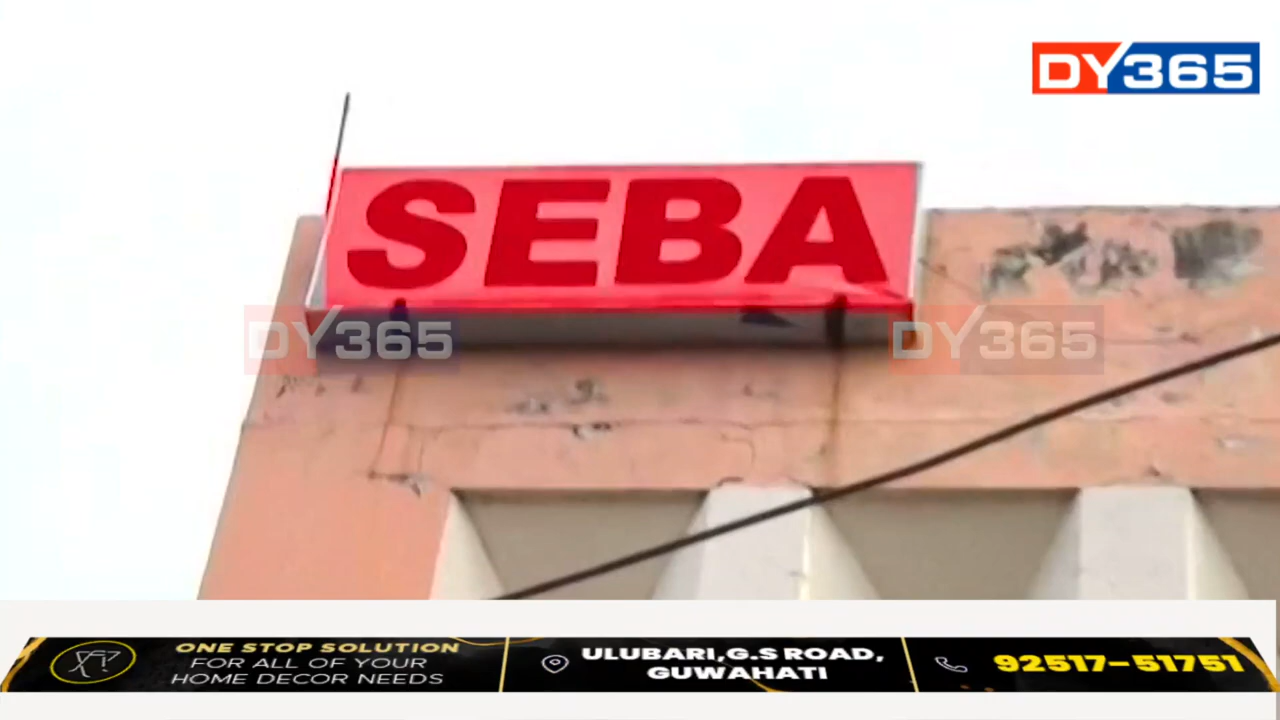 DY365
SEBA
DY365 DY365
ONE STOP SOLUTION
FOR ALL OF YOUR
HOME DECOR NEEDS
ULUBARI,G.S ROAD,
GUWAHATI
92517-51751